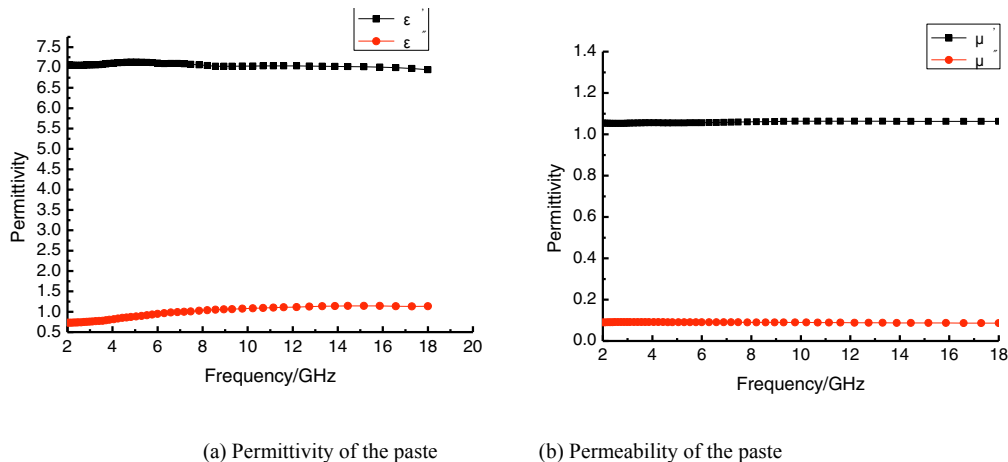 ε ′
ε ″
7.5
7.0
6.5
6.0
5.5
5.0
4.5
4.0
3.5
3.0
2.5
2.0
1.5
1.0
0.5
Permittivity
2 4 6 8 10 12 14 16 18 20
Frequency/GHz
μ ′
μ ″
1.4
1.2
1.0
0.8
0.6
0.4
0.2
0.0
Permittivity
2 4 6 8 10 12 14 16 18
Frequency/GHz
(a) Permittivity of the paste
(b) Permeability of the paste